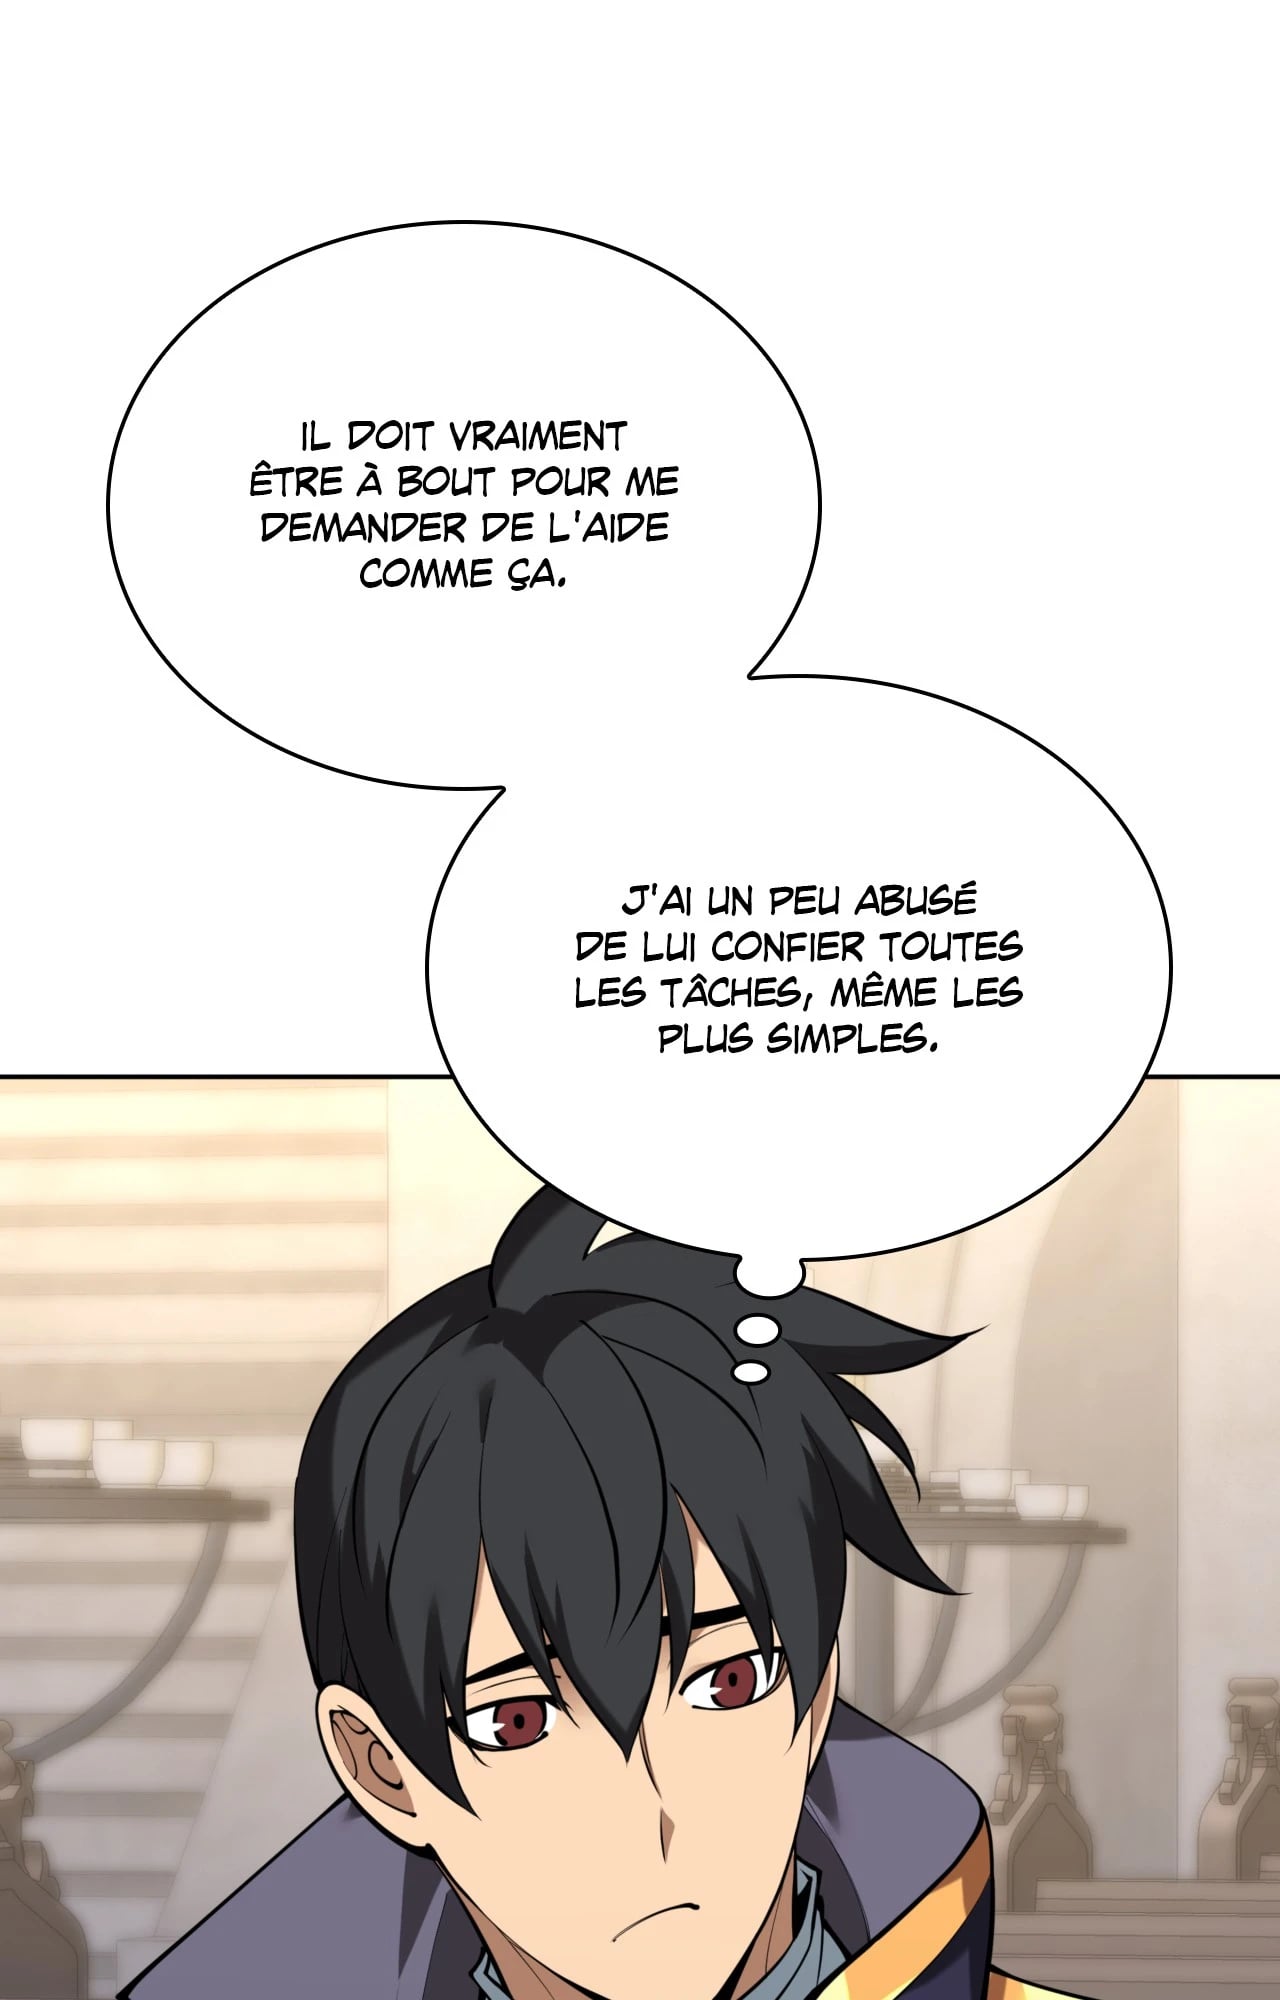 IL DOIT VRAIMENT
ÊTRE À BOUT POUR ME
DEMANDER DE L'AIDE
COMME ÇA.
J'AI UN PEU ABUSÉ
DE LUI CONFIER TOUTES
LES TÂCHES, MÊME LES
PLUS SIMPLES.